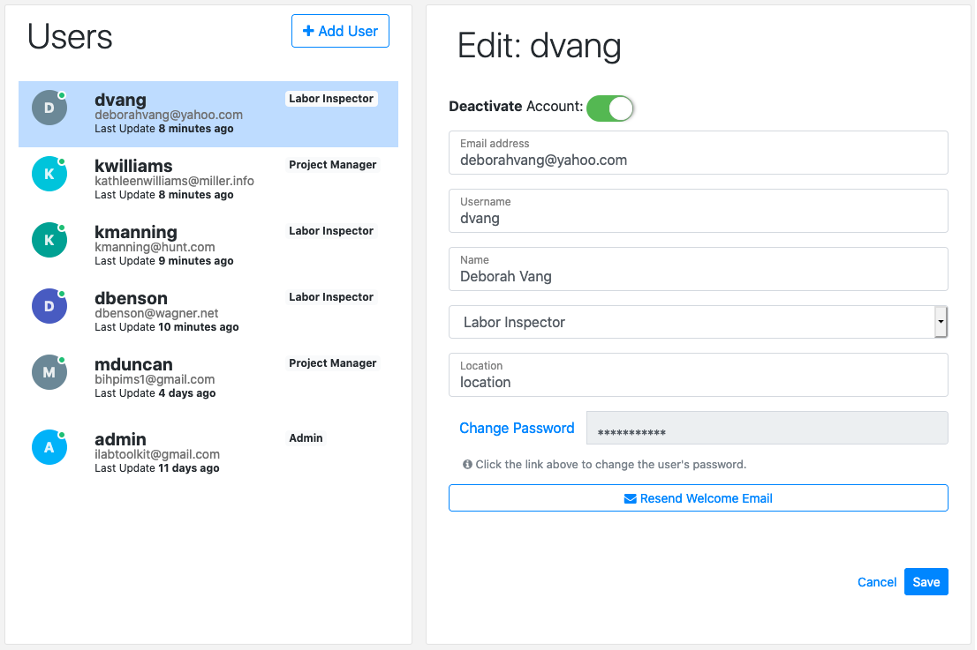 Users
+ Add User
D
dvang
Labor Inspector
deborahvang@yahoo.com
Last Update 8 minutes ago
K
kwilliams
Project Manager
kathleenwilliams@miller.info
Last Update 8 minutes ago
K
kmanning
Labor Inspector
kmanning@hunt.com
Last Update 9 minutes ago
D
dbenson
Labor Inspector
dbenson@wagner.net
Last Update 10 minutes ago
M
mduncan
Project Manager
bihpims1@gmail.com
Last Update 4 days ago
A
admin
Admin
ilabtoolkit@gmail.com
Last Update 11 days ago
Edit: dvang
Deactivate Account:
Email address
deborahvang@yahoo.com
Username
dvang
Name
Deborah Vang
Labor Inspector
Location
location
Change Password
***********
Click the link above to change the user's password.
Resend Welcome Email
Cancel
Save